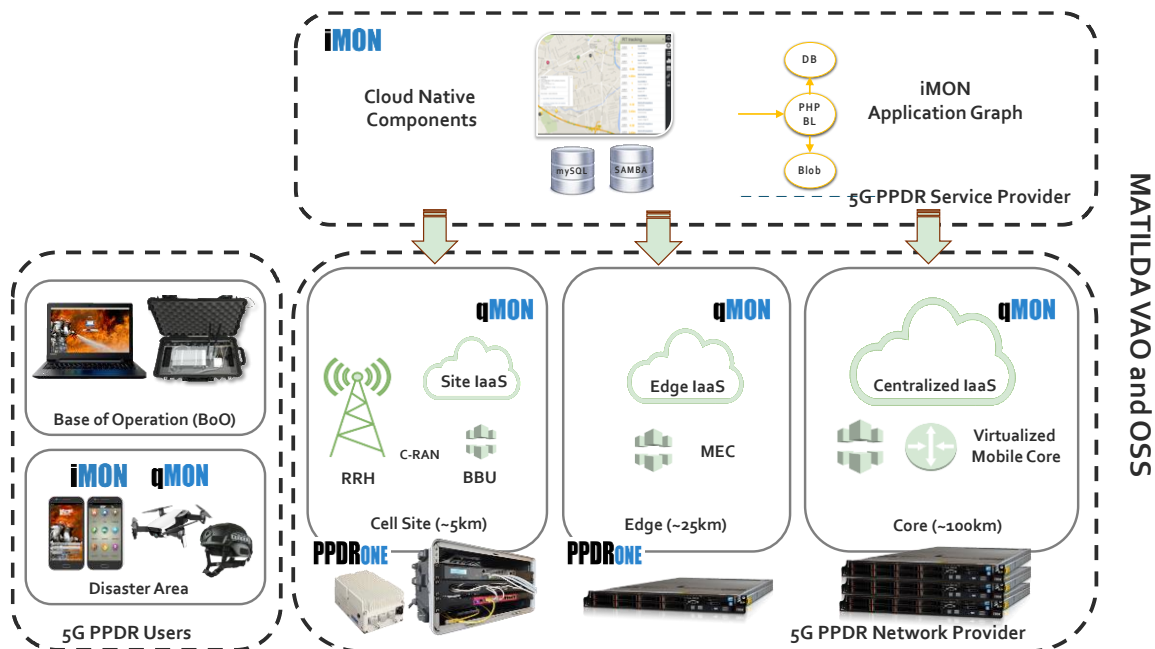 iMON
Cloud Native
Components
mySQL
SAMBA
DB
PHP
BL
Blob
iMON
Application Graph
5G PPDR Service Provider
MATILDA VAO and OSS
Base of Operation (BoO)
iMON
qMON
Disaster Area
5G PPDR Users
qMON
Site IaaS
RRH
C-RAN
BBU
Cell Site (~5km)
PPDRONE
qMON
Edge IaaS
MEC
Edge (~25km)
PPDRONE
qMON
Centralized IaaS
Virtualized
Mobile Core
Core (~100km)
5G PPDR Network Provider